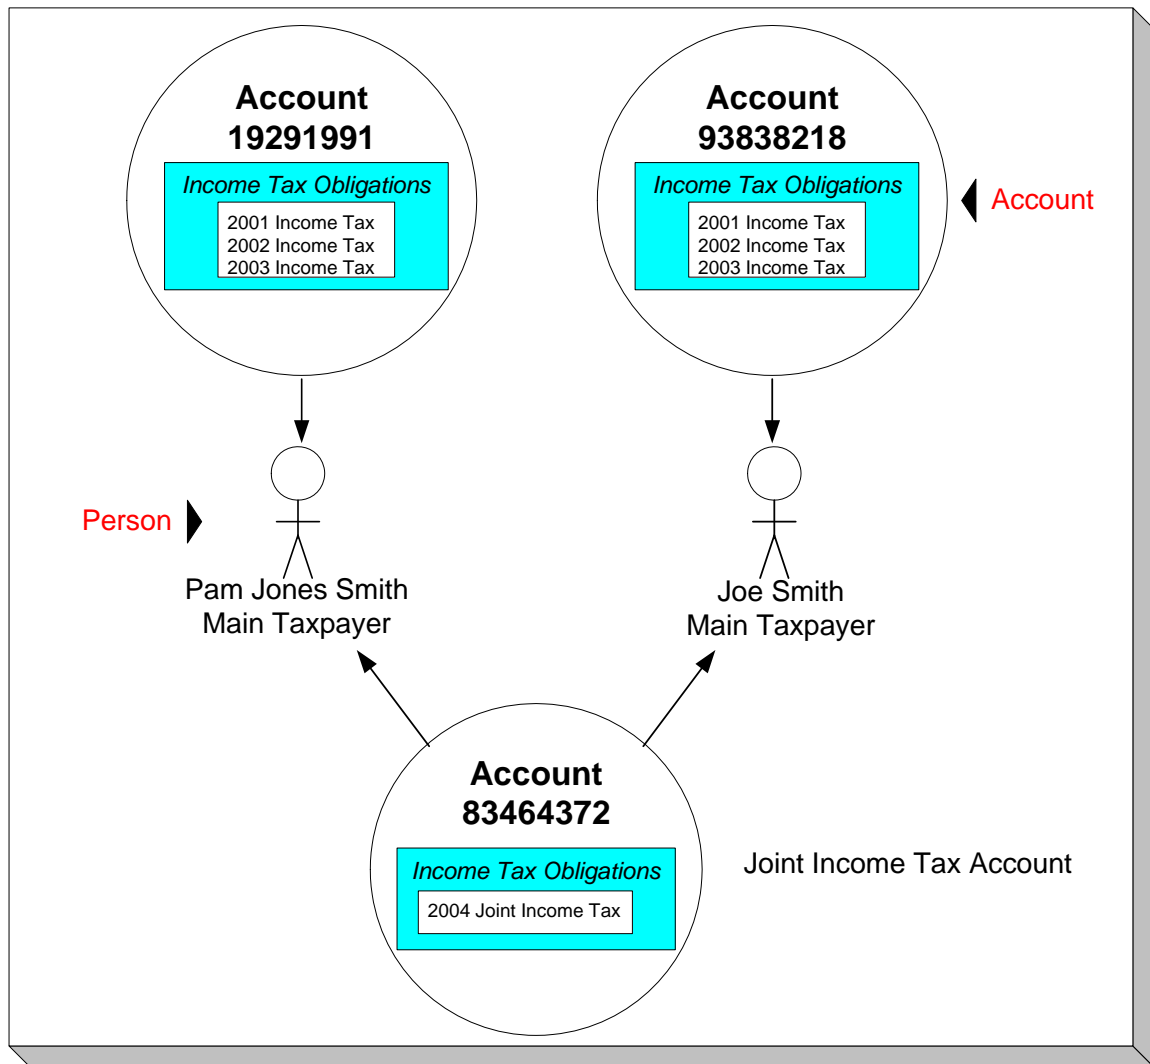 Account
19291991
Income Tax Obligations
2001 Income Tax
2002 Income Tax
2003 Income Tax
Account
93838218
Income Tax Obligations
2001 Income Tax
2002 Income Tax
2003 Income Tax
Account
Person
Pam Jones Smith
Main Taxpayer
Joe Smith
Main Taxpayer
Account
83464372
Income Tax Obligations
2004 Joint Income Tax
Joint Income Tax Account